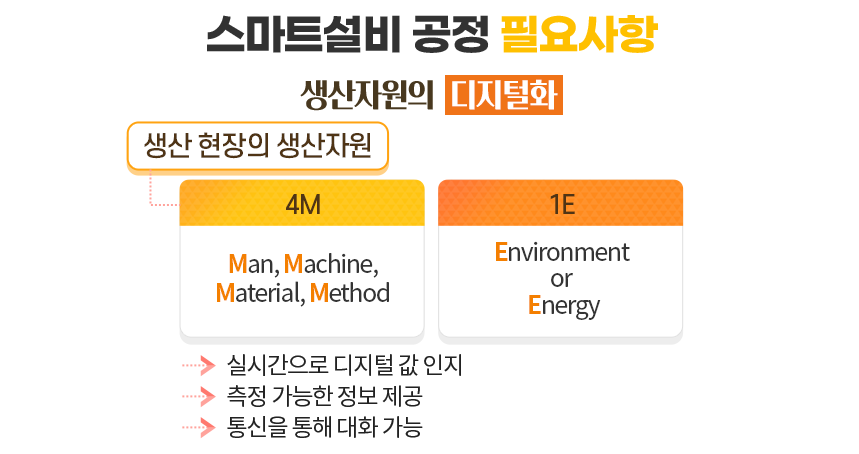 스마트설비 공정 필요사항
생산자원의 디지털화
생산 현장의 생산자원
4M
Man, Machine,
Material, Method
1E
Environment
or
Energy
실시간으로 디지털 값 인지
측정 가능한 정보 제공
통신을 통해 대화 가능